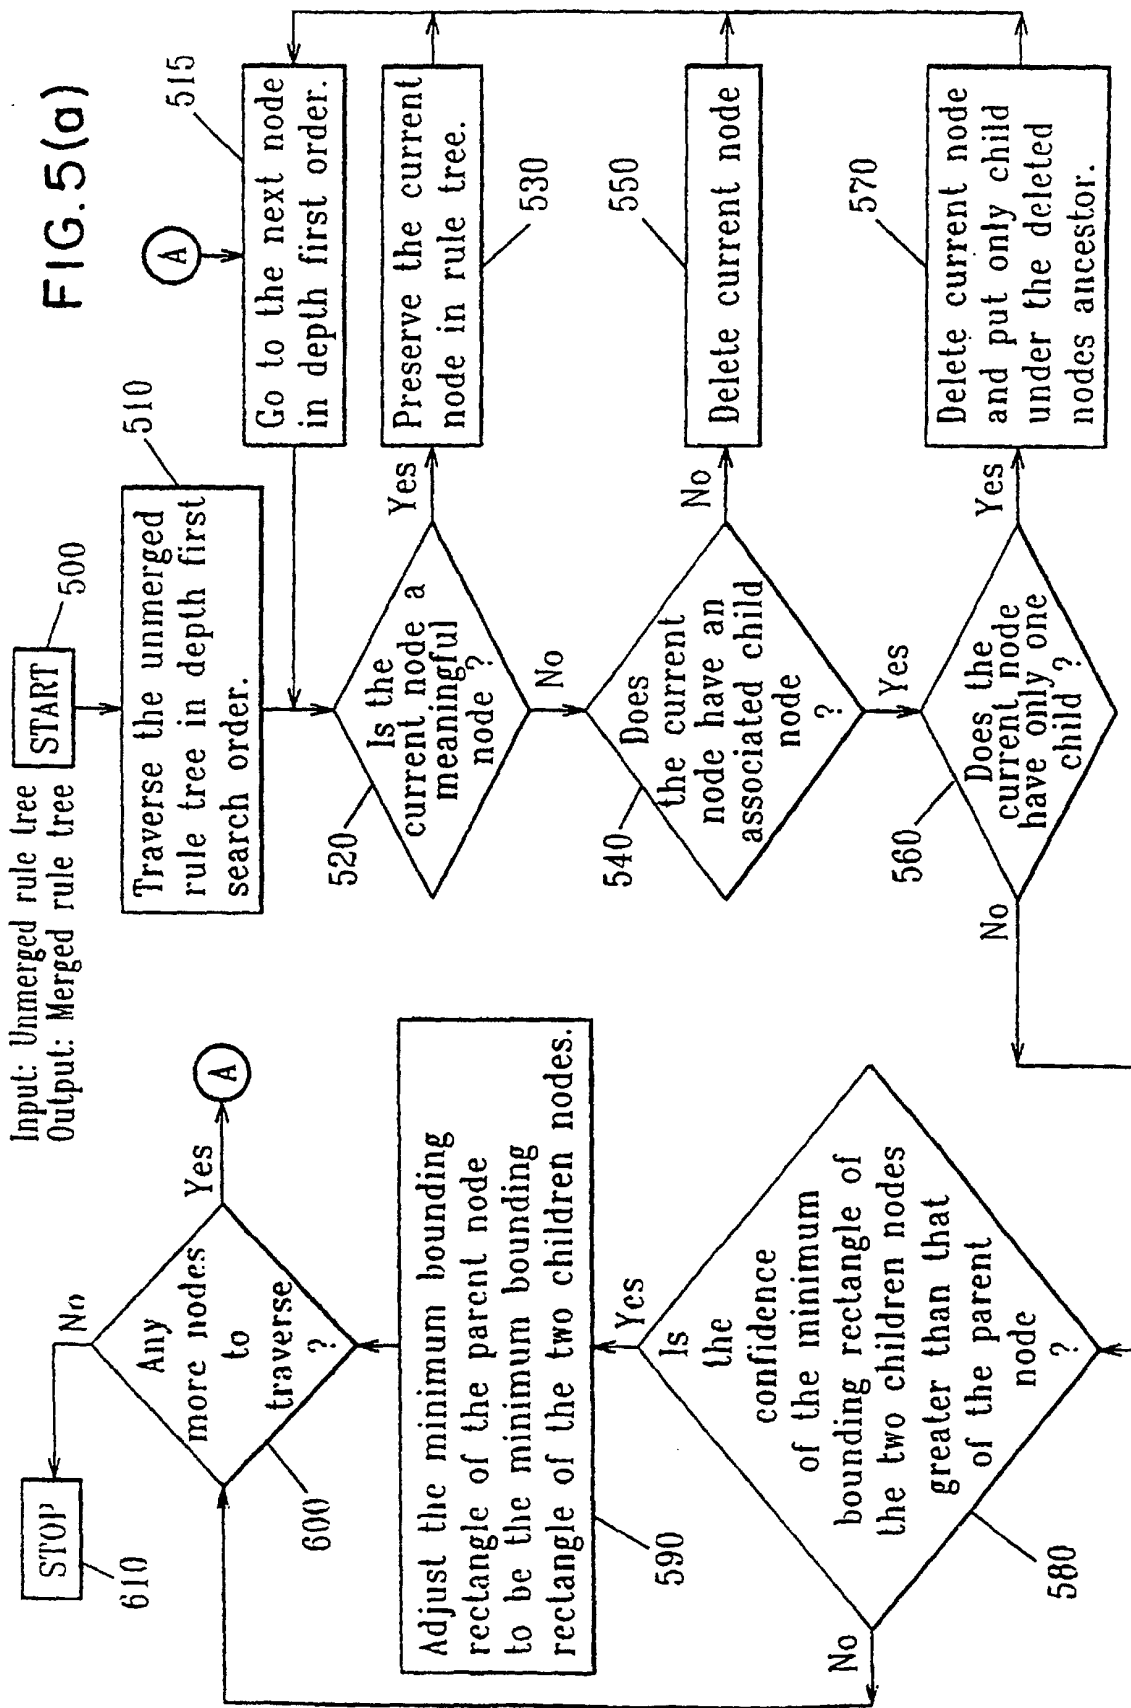 FIG.5(a)
Input: Unmerged rule tree
Output: Merged rule tree
START
500
Traverse the unmerged
rule tree in depth first
search order.
510
A
Go to the next node
in depth first order.
515
Is the
current node a
meaningful
node ?
520
Yes
No
Preserve the current
node in rule tree.
530
Does
the current
node have an
associated child
node
?
540
No
Yes
Delete current node
550
Does the
current node
have only one
child ?
560
Yes
No
Delete current node
and put only child
under the deleted
nodes ancestor.
570
Is
the
confidence
of the minimum
bounding rectangle of
the two children nodes
greater than that
of the parent
node
?
580
Yes
No
Adjust the minimum bounding
rectangle of the parent node
to be the minimum bounding
rectangle of the two children nodes.
590
Any
more nodes
to
traverse
?
600
Yes
A
No
STOP
610